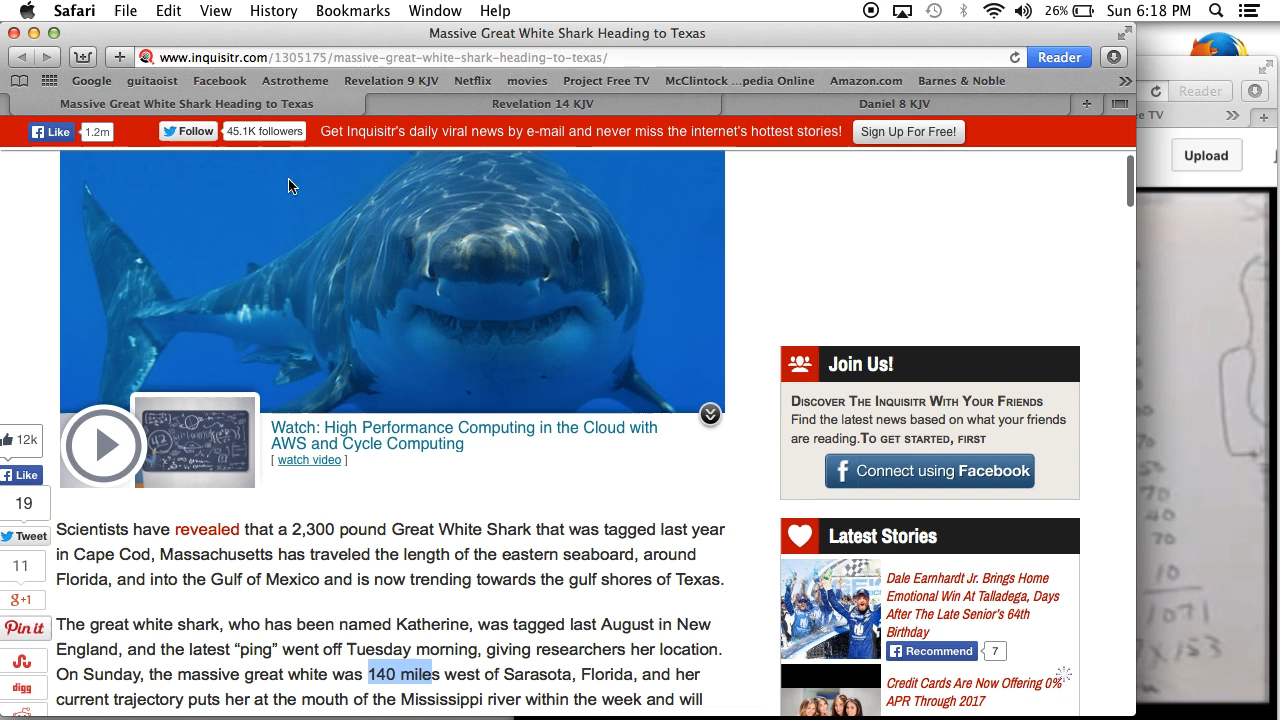 Safari File Edit View History Bookmarks Window Help 26% Sun 6:18 PM
Massive Great White Shark Heading to Texas
www.inquisitr.com/1305175/massive-great-white-shark-heading-to-texas/ Reader
Google guitaoist Facebook Astrotheme Revelation 9 KJV Netflix movies Project Free TV McClintock ...pedia Online Amazon.com Barnes & Noble
Massive Great White Shark Heading to Texas Revelation 14 KJV Daniel 8 KJV
Like 1.2m Follow 45.1K followers Get Inquisitr's daily viral news by e-mail and never miss the internet's hottest stories! Sign Up For Free!
Reader
e TV
Upload
Watch: High Performance Computing in the Cloud with
AWS and Cycle Computing
[ watch video ]
12k
Like
19
Tweet
11
g+1
Pin it
digg
Scientists have revealed that a 2,300 pound Great White Shark that was tagged last year
in Cape Cod, Massachusetts has traveled the length of the eastern seaboard, around
Florida, and into the Gulf of Mexico and is now trending towards the gulf shores of Texas.
The great white shark, who has been named Katherine, was tagged last August in New
England, and the latest “ping” went off Tuesday morning, giving researchers her location.
On Sunday, the massive great white was 140 miles west of Sarasota, Florida, and her
current trajectory puts her at the mouth of the Mississippi river within the week and will
Join Us!
Discover The Inquisitr With Your Friends
Find the latest news based on what your friends
are reading.To get started, first
Connect using Facebook
Latest Stories
Dale Earnhardt Jr. Brings Home
Emotional Win At Talladega, Days
After The Late Senior's 64th
Birthday
Recommend 7
Credit Cards Are Now Offering 0%
APR Through 2017
70
40
70
10
1071
7 x 153